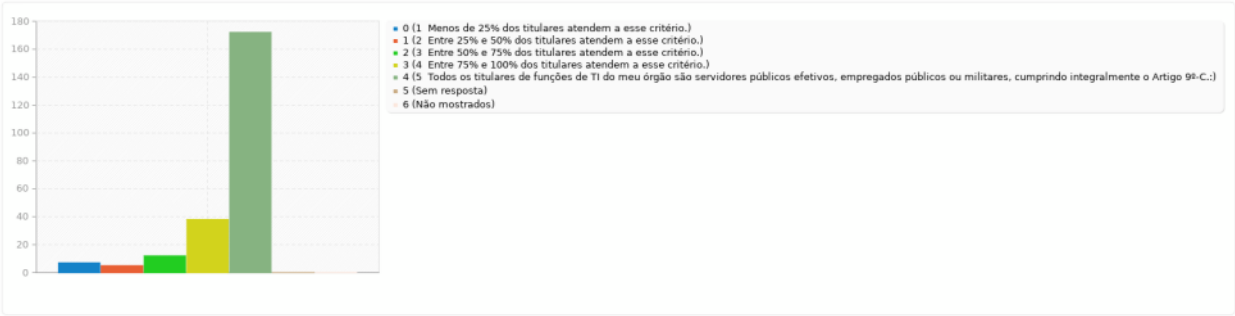 180
160
140
120
100
80
60
40
20
0
0 (1 Menos de 25% dos titulares atendem a esse critério.)
1 (2 Entre 25% e 50% dos titulares atendem a esse critério.)
2 (3 Entre 50% e 75% dos titulares atendem a esse critério.)
3 (4 Entre 75% e 100% dos titulares atendem a esse critério.)
4 (5 Todos os titulares de funções de TI do meu órgão são servidores públicos efetivos, empregados públicos ou militares, cumprindo integralmente o Artigo 9º-C.:)
5 (Sem resposta)
6 (Não mostrados)